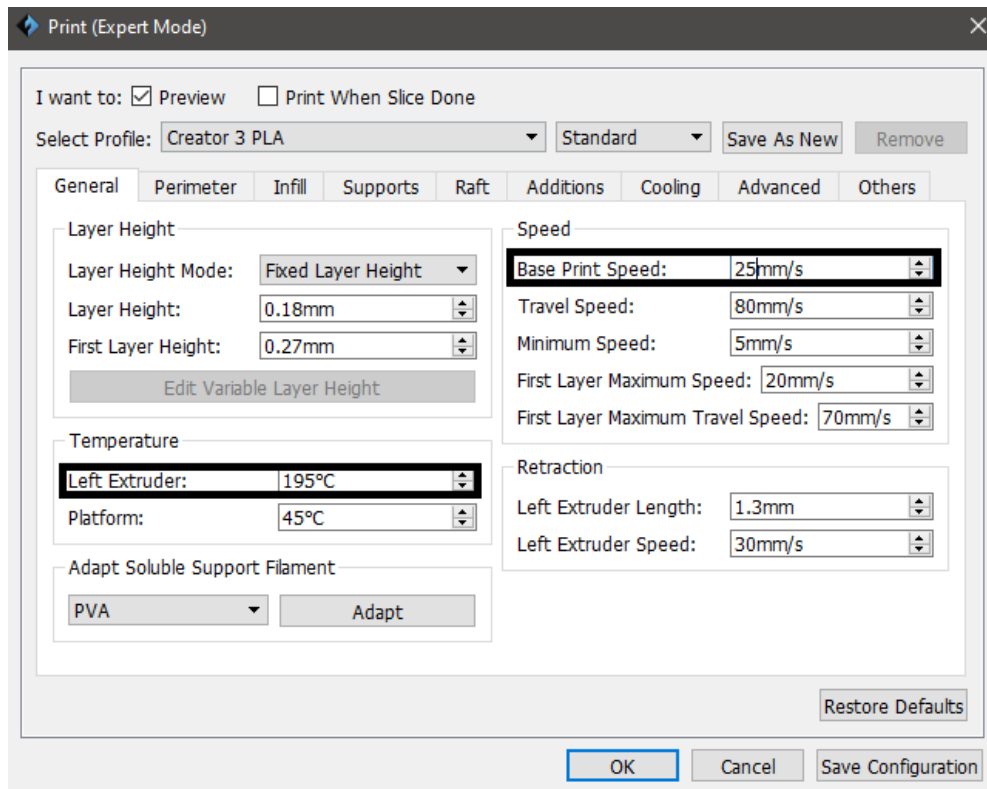 Print (Expert Mode)
I want to: Preview Print When Slice Done
Select Profile: Creator 3 PLA Standard Save As New Remove
General Perimeter Infill Supports Raft Additions Cooling Advanced Others
Layer Height
Layer Height Mode: Fixed Layer Height
Layer Height: 0.18mm
First Layer Height: 0.27mm
Edit Variable Layer Height
Temperature
Left Extruder: 195°C
Platform: 45°C
Adapt Soluble Support Filament
PVA Adapt
Speed
Base Print Speed: 25mm/s
Travel Speed: 80mm/s
Minimum Speed: 5mm/s
First Layer Maximum Speed: 20mm/s
First Layer Maximum Travel Speed: 70mm/s
Retraction
Left Extruder Length: 1.3mm
Left Extruder Speed: 30mm/s
Restore Defaults
OK Cancel Save Configuration